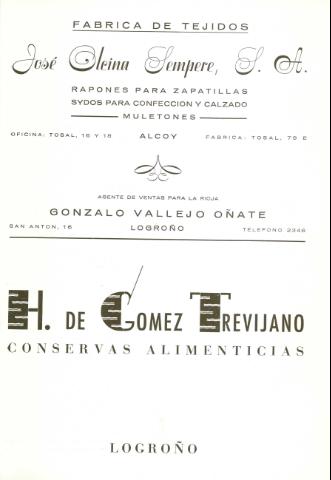 FABRICA DE TEJIDOS
José Olcina Sempere, S. A.
RAPONES PARA ZAPATILLAS
SYDOS PARA CONFECCION Y CALZADO
MULETONES
OFICINA: TOSAL, 16 Y 18 ALCOY FABRICA: TOSAL, 79 E
AGENTE DE VENTAS PARA LA RIOJA
GONZALO VALLEJO OÑATE
SAN ANTON, 16 LOGROÑO TELEFONO 2346
H. DE GOMEZ TREVIJANO
CONSERVAS ALIMENTICIAS
LOGROÑO